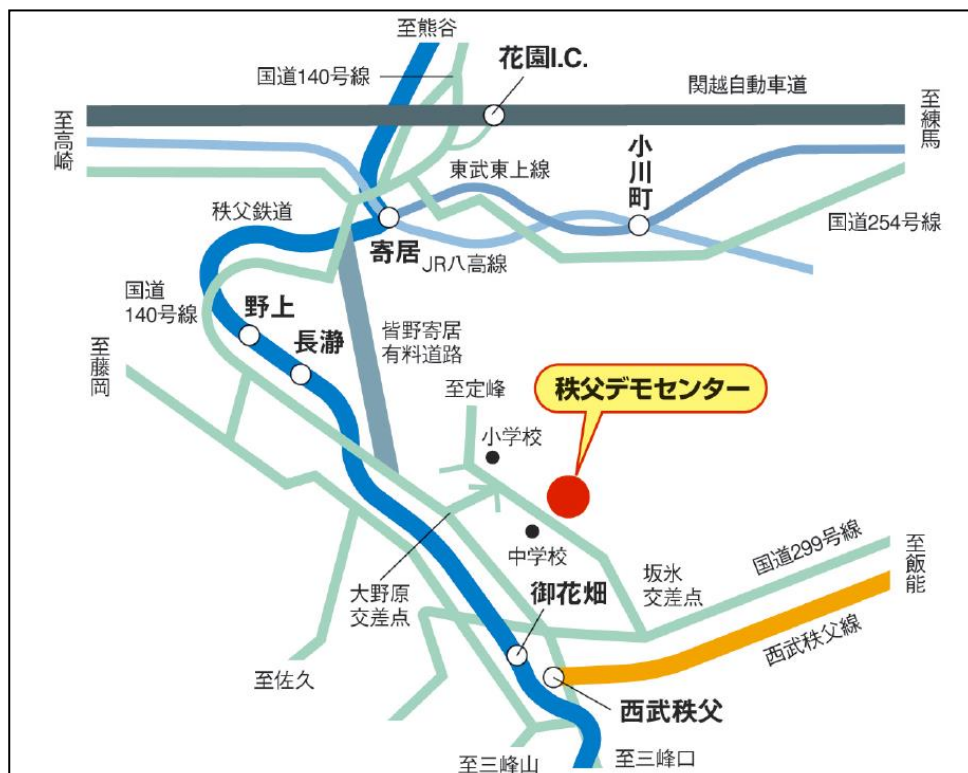 至熊谷
花園I.C.
国道140号線
関越自動車道
至高崎
至練馬
小川町
東武東上線
秩父鉄道
国道254号線
寄居
JR八高線
国道
140号線
野上
長瀞
皆野寄居
有料道路
至藤岡
至定峰
秩父デモセンター
小学校
中学校
国道299号線
至飯能
大野原
交差点
坂氷
交差点
御花畑
西武秩父線
至佐久
西武秩父
至三峰山
至三峰口